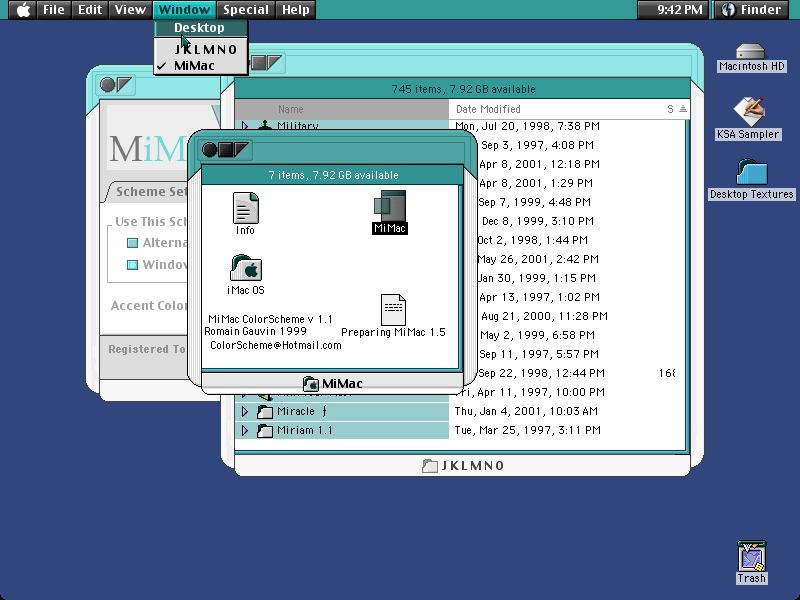 File Edit View Window Special Help 9:42 PM Finder
Desktop
JKLMNO
✓ MiMac
Macintosh HD
KSA Sampler
Desktop Textures
Trash
745 items, 7.92 GB available
Name Date Modified S
Military Mon, Jul 20, 1998, 7:38 PM
Sep 3, 1997, 4:08 PM
Apr 8, 2001, 12:18 PM
Apr 8, 2001, 1:29 PM
Sep 7, 1999, 4:48 PM
Dec 8, 1999, 3:10 PM
Oct 2, 1998, 1:44 PM
May 26, 2001, 2:42 PM
Jan 30, 1999, 1:15 PM
Apr 13, 1997, 1:02 PM
Aug 21, 2000, 11:28 PM
May 2, 1999, 6:58 PM
Sep 11, 1997, 5:57 PM
Sep 22, 1998, 12:44 PM 168
Fri, Apr 11, 1997, 10:00 PM
Miracle ƒ Thu, Jan 4, 2001, 10:03 AM
Miriam 1.1 Tue, Mar 25, 1997, 3:11 PM
JKLMNO
MiM
Scheme Set
Use This Sch
Alterna
Window
Accent Color
Registered To
7 items, 7.92 GB available
Info
MiMac
iMac OS
Preparing MiMac 1.5
MiMac ColorScheme v 1.1
Romain Gauvin 1999
ColorScheme@Hotmail.com
MiMac